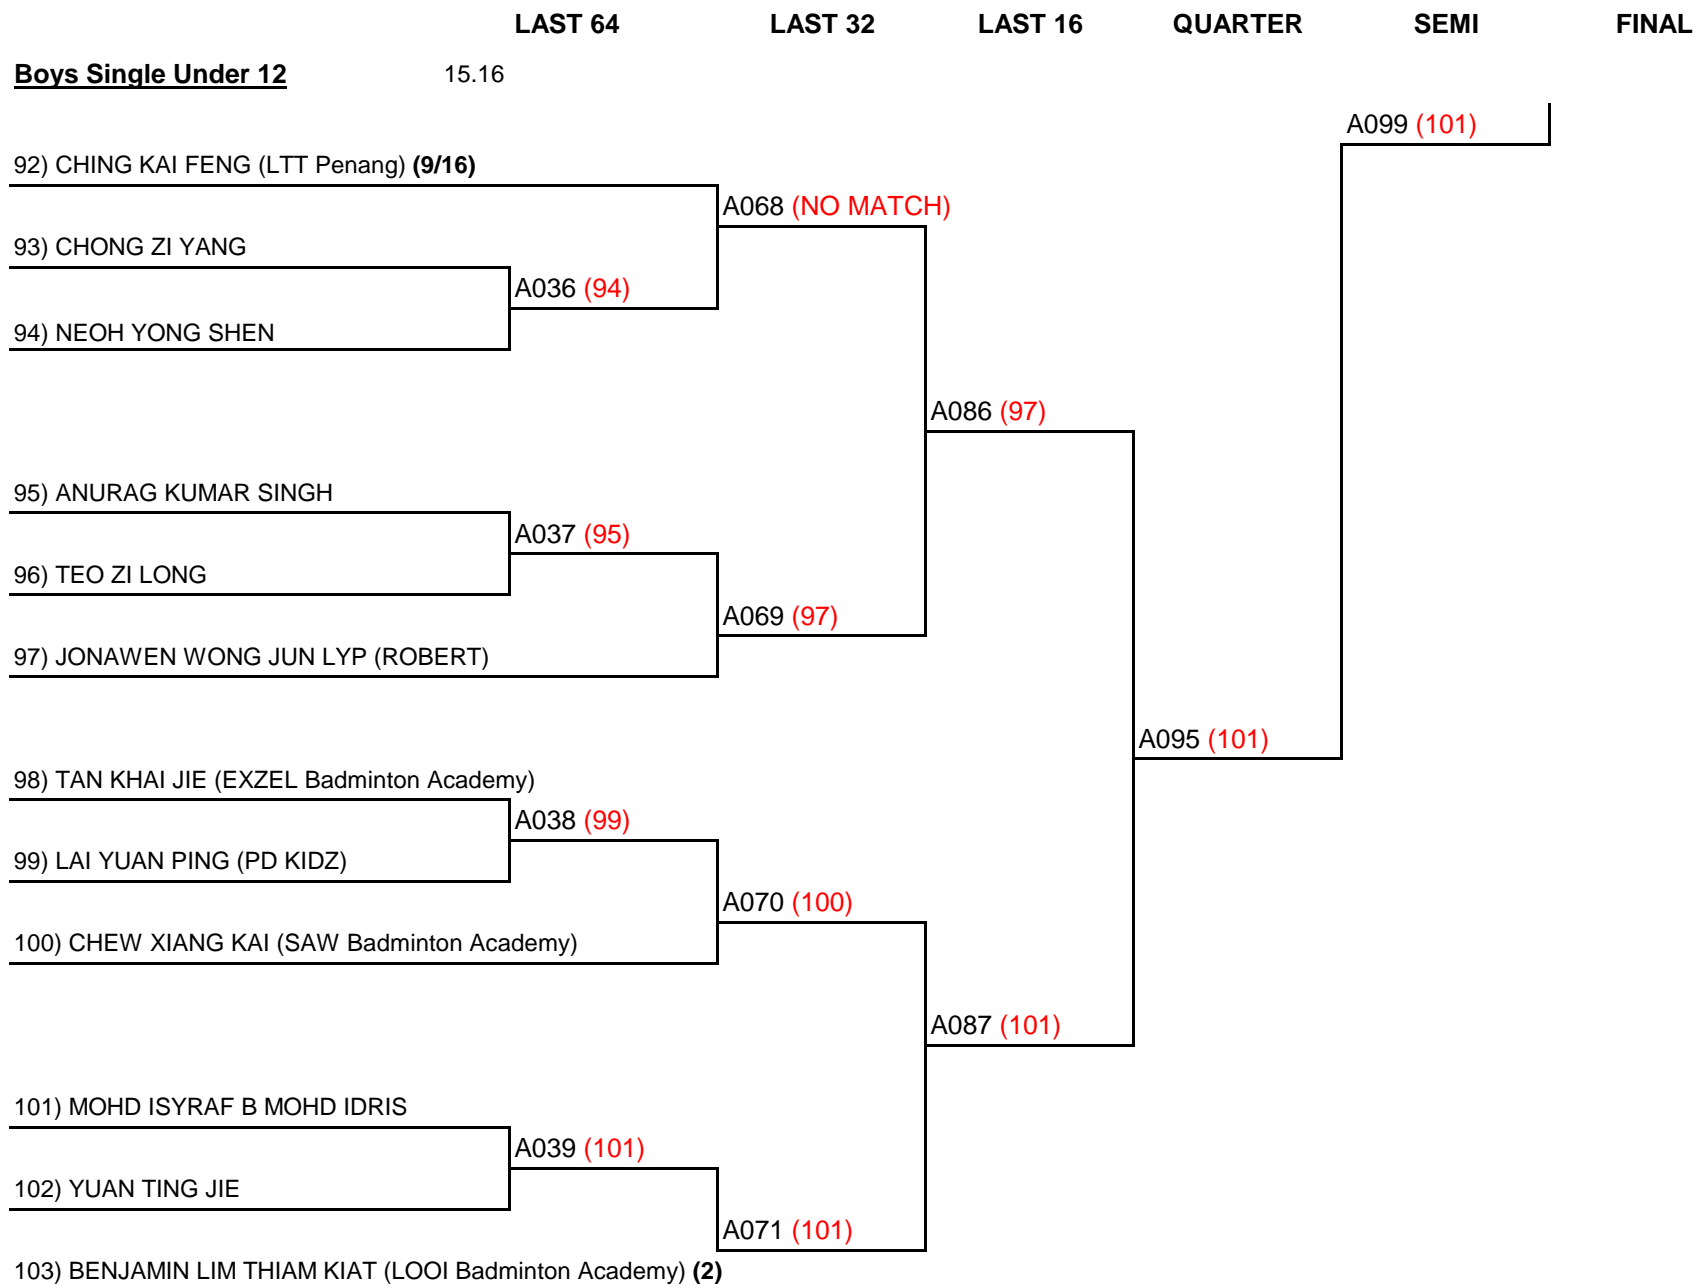 LAST 64 LAST 32 LAST 16 QUARTER SEMI FINAL
Boys Single Under 12 15.16
A099 (101)
92) CHING KAI FENG (LTT Penang) (9/16)
A068 (NO MATCH)
93) CHONG ZI YANG
A036 (94)
94) NEOH YONG SHEN
A086 (97)
95) ANURAG KUMAR SINGH
A037 (95)
96) TEO ZI LONG
A069 (97)
97) JONAWEN WONG JUN LYP (ROBERT)
A095 (101)
98) TAN KHAI JIE (EXZEL Badminton Academy)
A038 (99)
99) LAI YUAN PING (PD KIDZ)
A070 (100)
100) CHEW XIANG KAI (SAW Badminton Academy)
A087 (101)
101) MOHD ISYRAF B MOHD IDRIS
A039 (101)
102) YUAN TING JIE
A071 (101)
103) BENJAMIN LIM THIAM KIAT (LOOI Badminton Academy) (2)